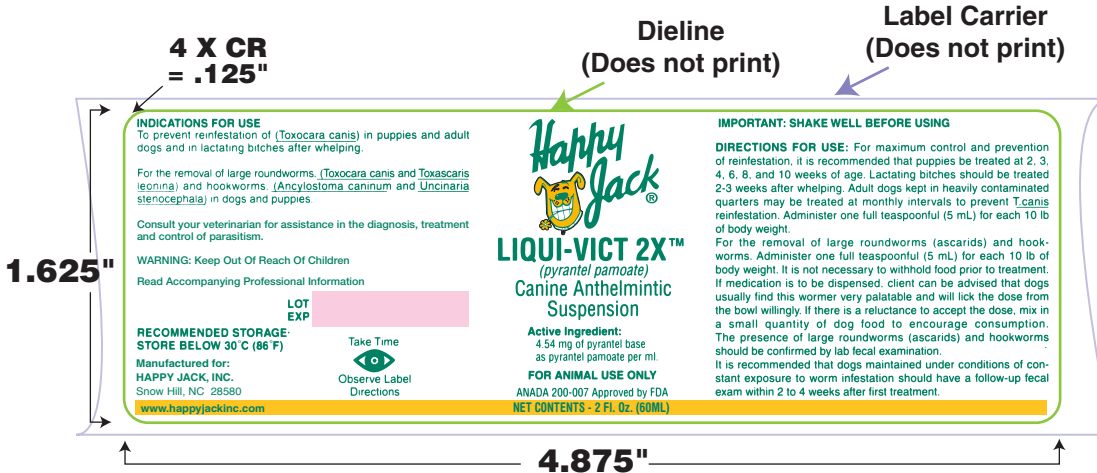 4 X CR
= .125"
Dieline
(Does not print)
Label Carrier
(Does not print)
1.625"
4.875"
INDICATIONS FOR USE
To prevent reinfestation of (Toxocara canis) in puppies and adult
dogs and in lactating bitches after whelping.
For the removal of large roundworms. (Toxocara canis and Toxascaris
leonina) and hookworms. (Ancylostoma caninum and Uncinaria
stenocephala) in dogs and puppies.
Consult your veterinarian for assistance in the diagnosis, treatment
and control of parasitism.
WARNING: Keep Out Of Reach Of Children
Read Accompanying Professional Information
LOT
EXP
RECOMMENDED STORAGE·
STORE BELOW 30°C (86°F)
Manufactured for:
HAPPY JACK, INC.
Snow Hill, NC 28580
www.happyjackinc.com
Take Time
Observe Label
Directions
Happy
Jack®
LIQUI-VICT 2X™
(pyrantel pamoate)
Canine Anthelmintic
Suspension
Active Ingredient:
4.54 mg of pyrantel base
as pyrantel pamoate per ml.
FOR ANIMAL USE ONLY
ANADA 200-007 Approved by FDA
NET CONTENTS - 2 Fl. Oz. (60ML)
IMPORTANT: SHAKE WELL BEFORE USING
DIRECTIONS FOR USE: For maximum control and prevention
of reinfestation, it is recommended that puppies be treated at 2, 3,
4, 6, 8, and 10 weeks of age. Lactating bitches should be treated
2-3 weeks after whelping. Adult dogs kept in heavily contaminated
quarters may be treated at monthly intervals to prevent T.canis
reinfestation. Administer one full teaspoonful (5 mL) for each 10 lb
of body weight.
For the removal of large roundworms (ascarids) and hook-
worms. Administer one full teaspoonful (5 mL) for each 10 lb of
body weight. It is not necessary to withhold food prior to treatment.
If medication is to be dispensed. client can be advised that dogs
usually find this wormer very palatable and will lick the dose from
the bowl willingly. If there is a reluctance to accept the dose, mix in
a small quantity of dog food to encourage consumption.
The presence of large roundworms (ascarids) and hookworms
should be confirmed by lab fecal examination.
It is recommended that dogs maintained under conditions of con-
stant exposure to worm infestation should have a follow-up fecal
exam within 2 to 4 weeks after first treatment.